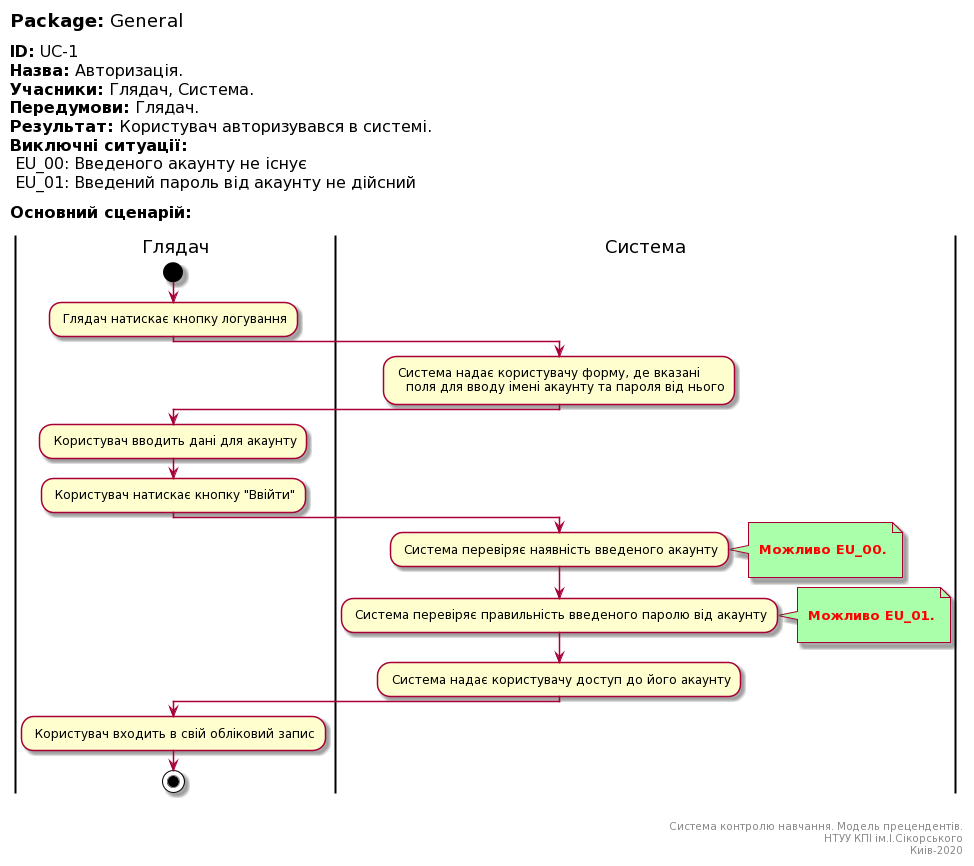 Package: General
ID: UC-1
Назва: Авторизація.
Учасники: Глядач, Система.
Передумови: Глядач.
Результат: Користувач авторизувався в системі.
Виключні ситуації:
EU_00: Введеного акаунту не існує
EU_01: Введений пароль від акаунту не дійсний
Основний сценарій:
Глядач
Система
Глядач натискає кнопку логування
Система надає користувачу форму, де вказані
поля для вводу імені акаунту та пароля від нього
Користувач вводить дані для акаунту
Користувач натискає кнопку "Ввійти"
Система перевіряє наявність введеного акаунту
Можливо EU_00.
Система перевіряє правильність введеного паролю від акаунту
Можливо EU_01.
Система надає користувачу доступ до його акаунту
Користувач входить в свій обліковий запис
Система контролю навчання. Модель прецендентів.
НТУУ КПІ ім.І.Сікорського
Киів-2020